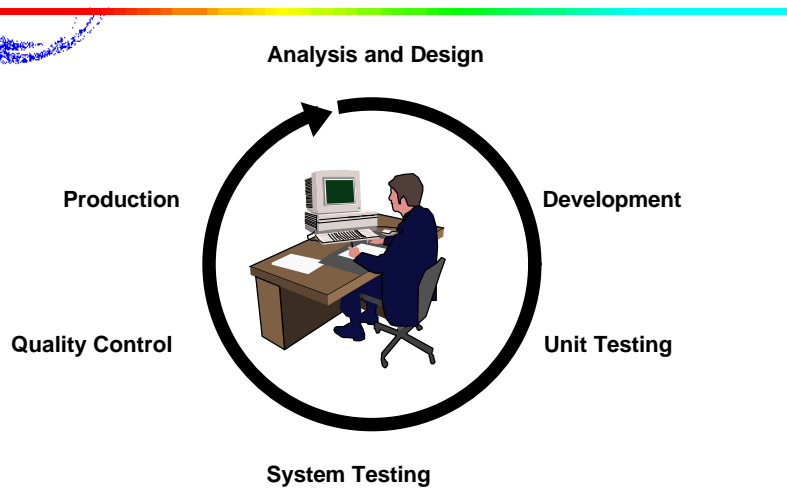 Analysis and Design
Production
Development
Quality Control
Unit Testing
System Testing